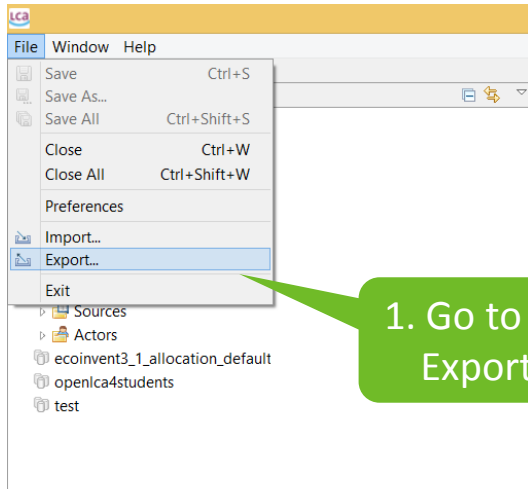 LCA
File Window Help
Save Ctrl+S
Save As...
Save All Ctrl+Shift+S
Close Ctrl+W
Close All Ctrl+Shift+W
Preferences
Import...
Export...
Exit
Sources
Actors
ecoinvent3_1_allocation_default
openlca4students
test
1. Go to
Export